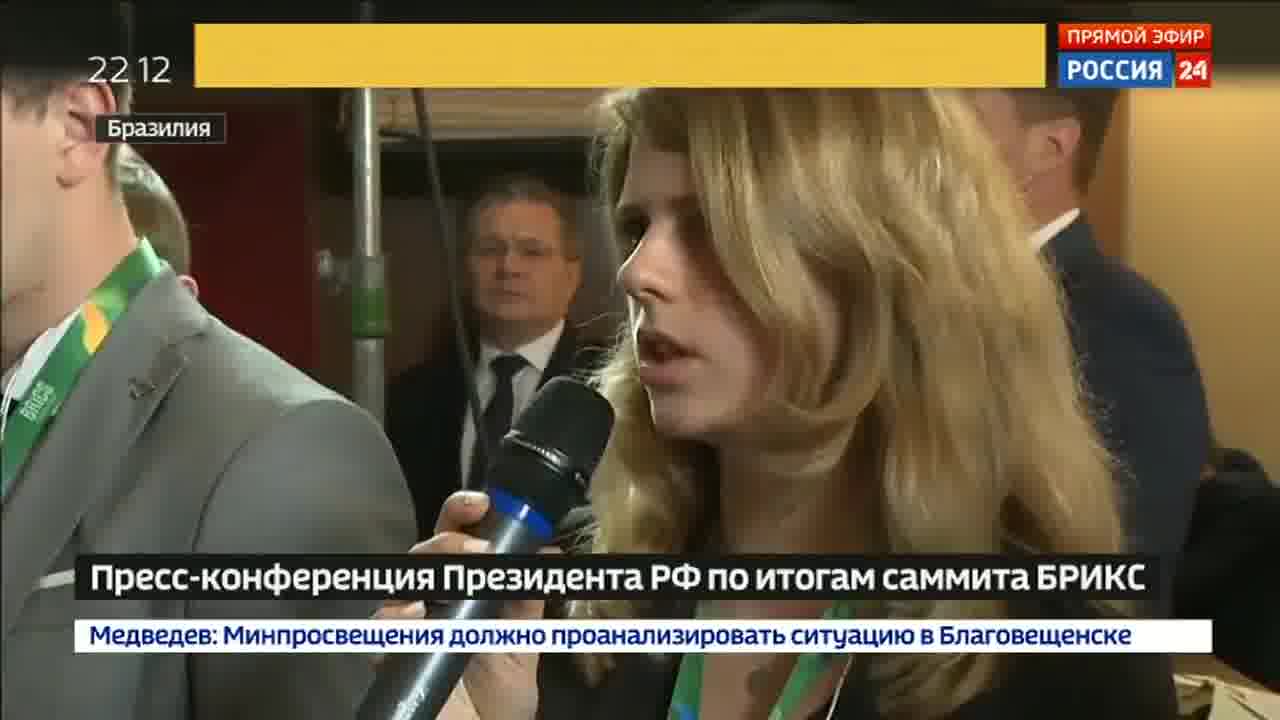 22 12
ПРЯМОЙ ЭФИР
РОССИЯ 24
Бразилия
BRICS
Пресс-конференция Президента РФ по итогам саммита БРИКС
Медведев: Минпросвещения должно проанализировать ситуацию в Благовещенске